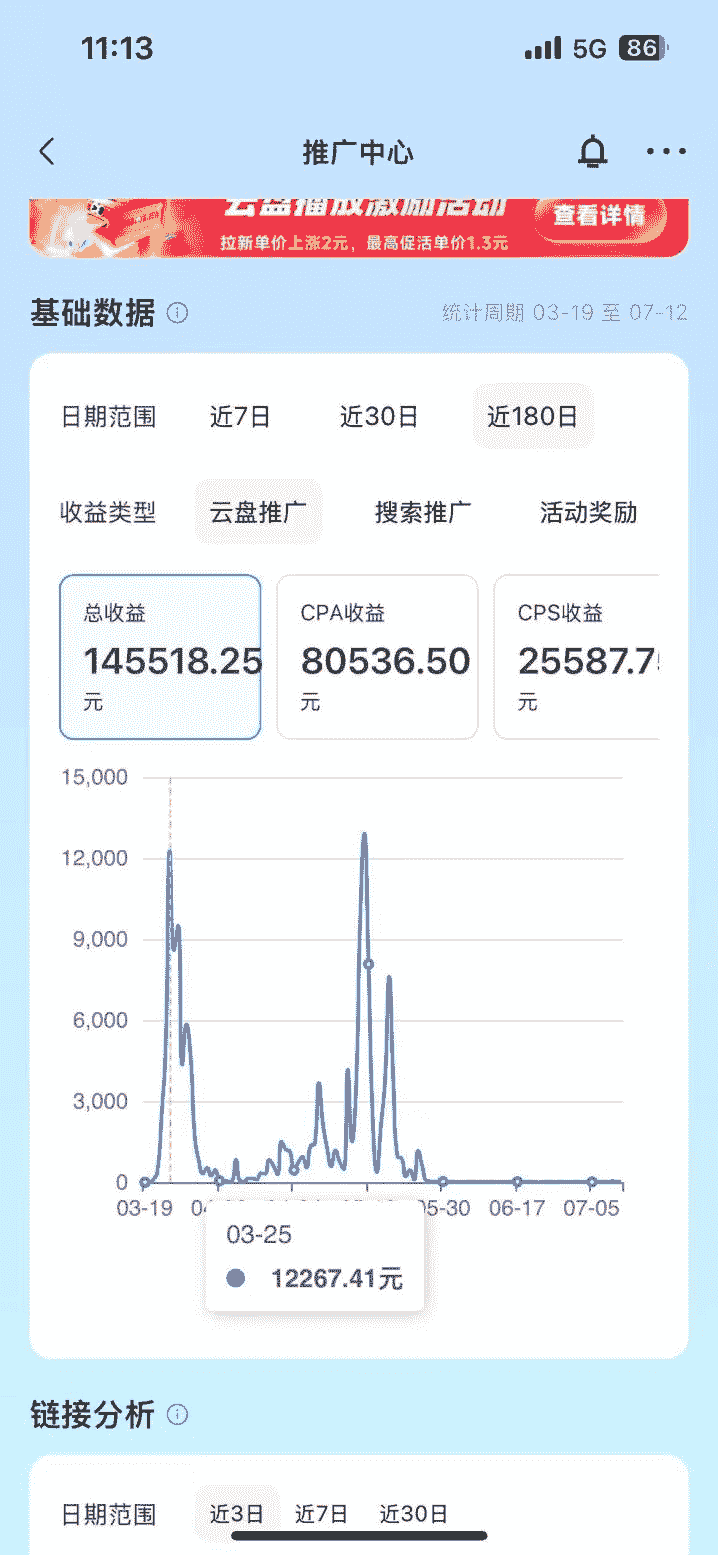 11:13
5G 86
推广中心
云盘播放激励活动
查看详情
拉新单价上涨2元，最高促活单价1.3元
基础数据
统计周期 03-19 至 07-12
日期范围 近7日 近30日 近180日
收益类型 云盘推广 搜索推广 活动奖励
总收益 CPA收益 CPS收益
145518.25 80536.50 25587.7
元 元 元
15,000
12,000
9,000
6,000
3,000
0
03-19 05-30 06-17 07-05
03-25
12267.41元
链接分析
日期范围 近3日 近7日 近30日